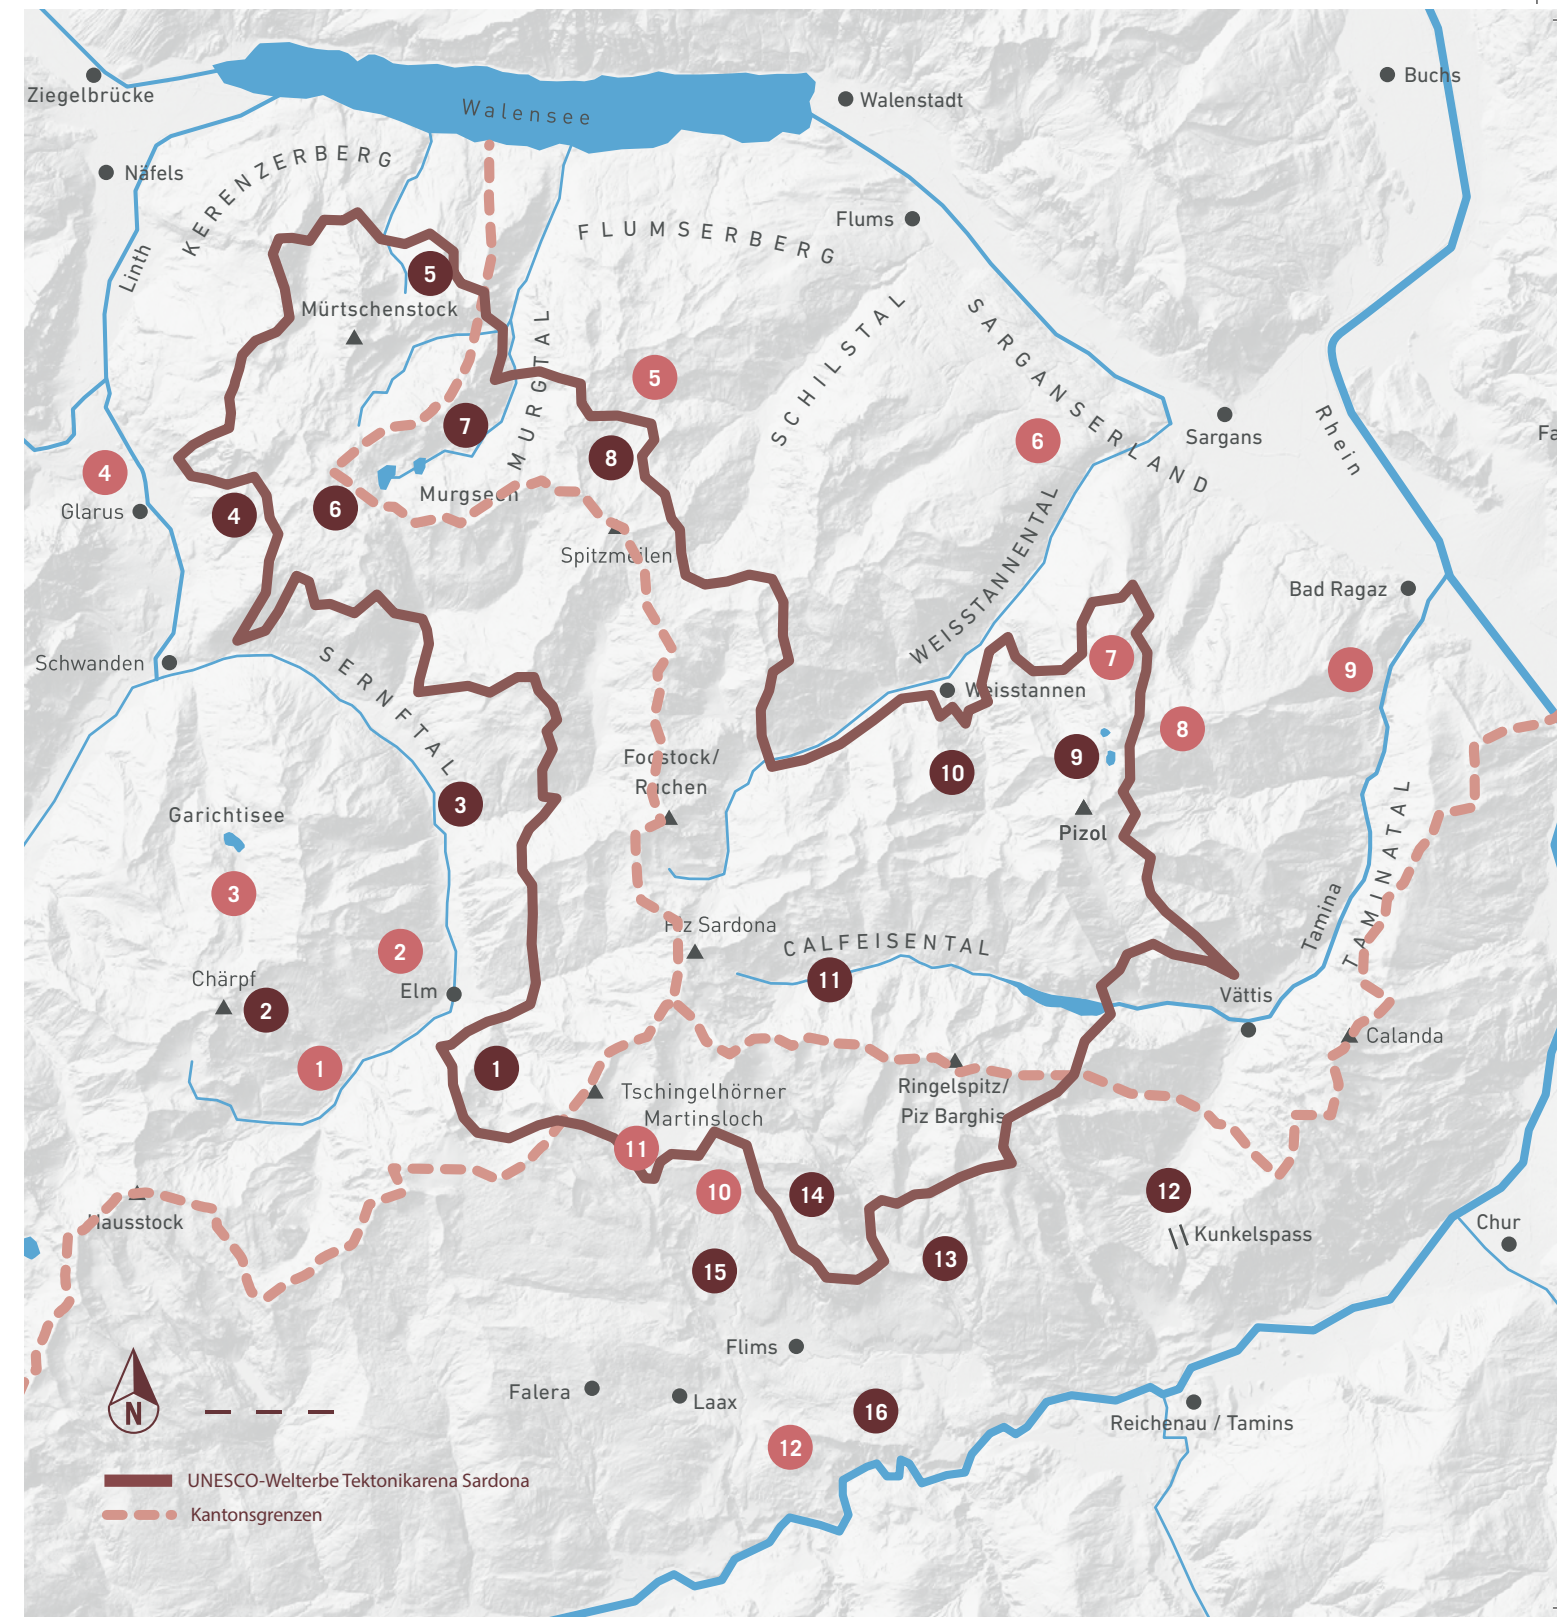 Buchs
Ziegelbrücke
Walensee
Walenstadt
KERENZERBERG
Näfels
Flums
FLUMSERBERG
Linth
5
Mürtschenstock
SCHILSTAL
SARGANSERLAND
MURGTAL
5
7
6
Sargans
Rhein
Fa
8
4
Glarus
4
6
Murgseen
Spitzmeilen
WEISSTANNENTAL
Bad Ragaz
Schwanden
SERNFTAL
7
9
Weisstannen
8
Foostock/
Ruchen
10
9
3
Garichtisee
Pizol
TAMINATAL
3
Tamina
Piz Sardona
CALFEISENTAL
2
11
Chärpf
2
Elm
Vättis
Calanda
1
1
Tschingelhörner
Martinsloch
Ringelspitz/
Piz Barghis
11
10
14
12
Hausstock
Kunkelspass
Chur
15
13
Flims
Falera
Laax
16
Reichenau / Tamins
12
N
UNESCO-Welterbe Tektonikarena Sardona
Kantonsgrenzen